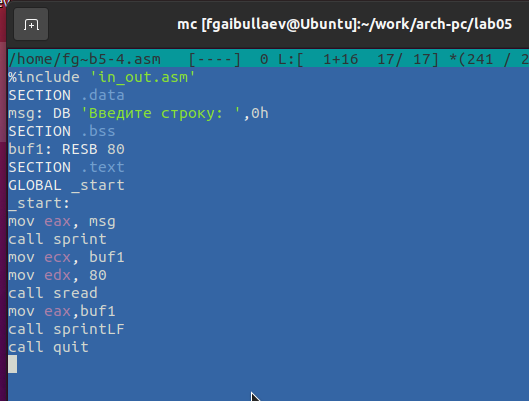 mc [fgaibullaev@Ubuntu]:~/work/arch-pc/lab05
/home/fg~b5-4.asm   [----]  0 L:[  1+16  17/ 17] *(241 / 2
%include 'in_out.asm'
SECTION .data
msg: DB 'Введите строку: ',0h
SECTION .bss
buf1: RESB 80
SECTION .text
GLOBAL _start
_start:
mov eax, msg
call sprint
mov ecx, buf1
mov edx, 80
call sread
mov eax,buf1
call sprintLF
call quit